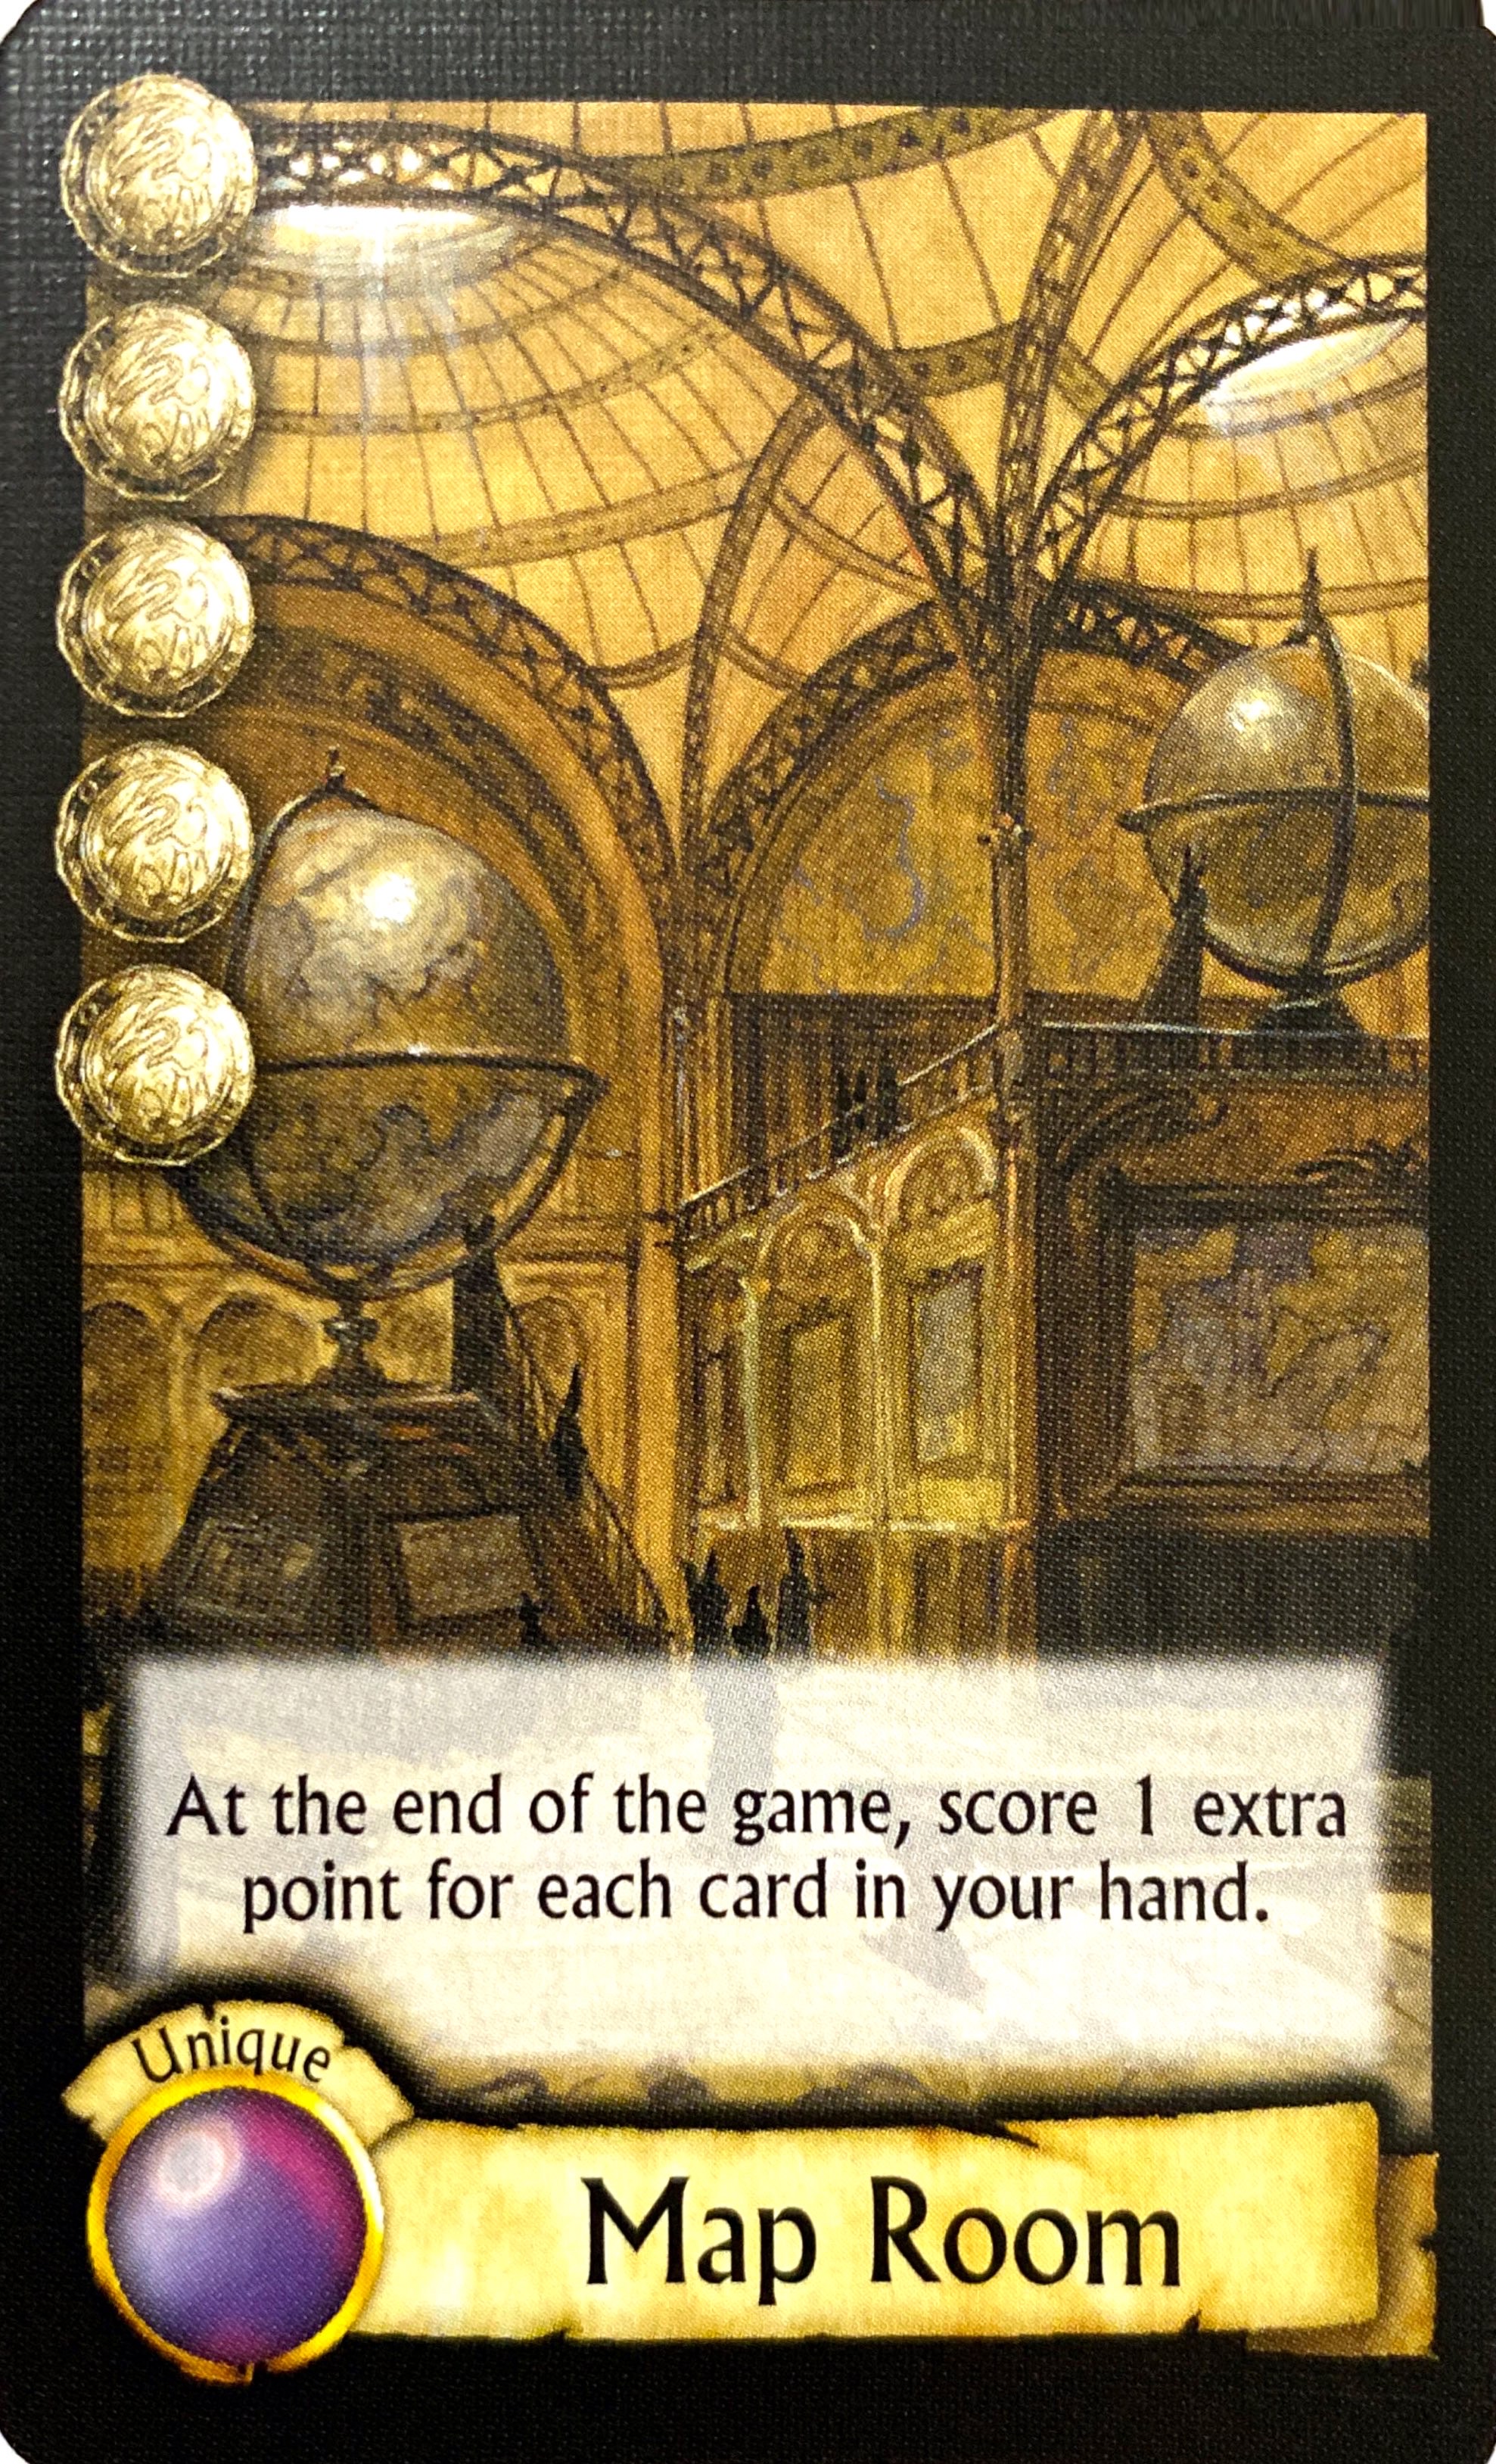 At the end of the game, score 1 extra
point for each card in your hand.
Unique
Map Room